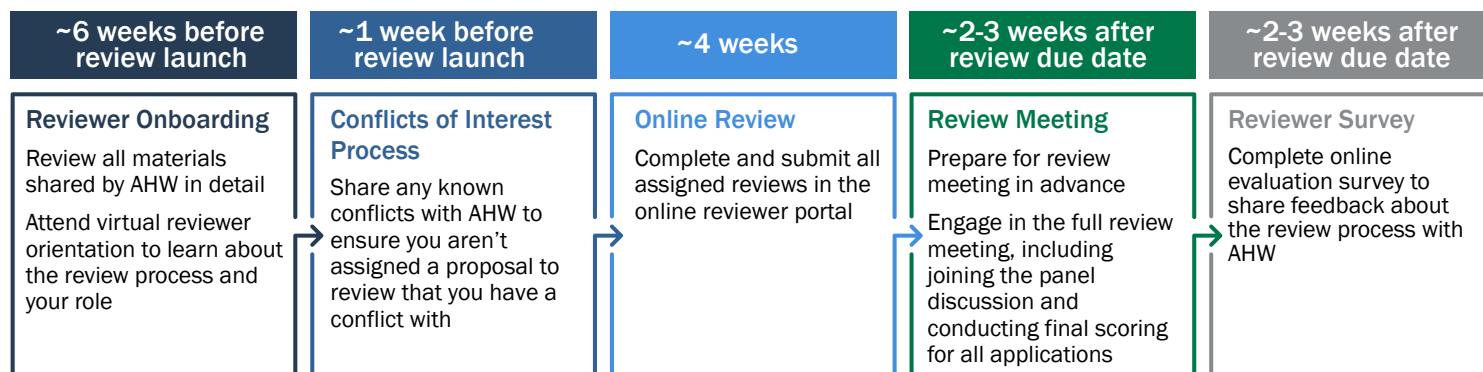 ~6 weeks before
review launch
~1 week before
review launch
~4 weeks
~2-3 weeks after
review due date
~2-3 weeks after
review due date
Reviewer Onboarding
Review all materials
shared by AHW in detail
Attend virtual reviewer
orientation to learn about
the review process and
your role
Conflicts of Interest
Process
Share any known
conflicts with AHW to
ensure you aren't
assigned a proposal to
review that you have a
conflict with
Online Review
Complete and submit all
assigned reviews in the
online reviewer portal
Review Meeting
Prepare for review
meeting in advance
Engage in the full review
meeting, including
joining the panel
discussion and
conducting final scoring
for all applications
Reviewer Survey
Complete online
evaluation survey to
share feedback about
the review process with
AHW